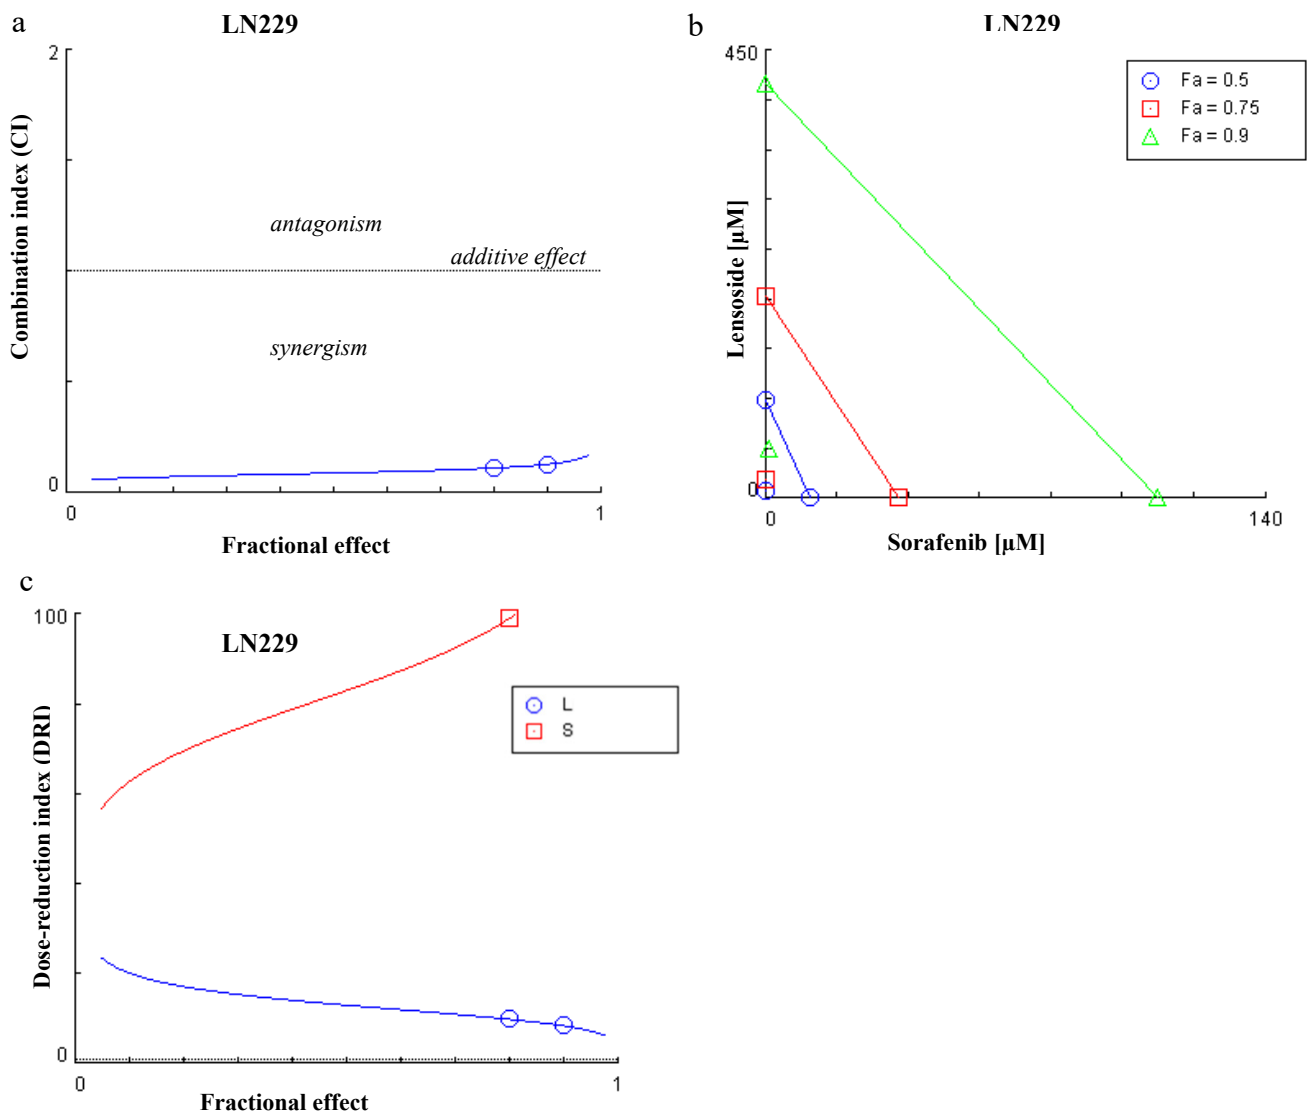 a
LN229
2
Combination index (CI)
antagonism
additive effect
synergism
0
0
1
Fractional effect
b
LN229
450
Fa = 0.5
Fa = 0.75
Fa = 0.9
Lensoside [µM]
0
0
140
Sorafenib [µM]
c
100
LN229
L
S
Dose-reduction index (DRI)
0
0
1
Fractional effect